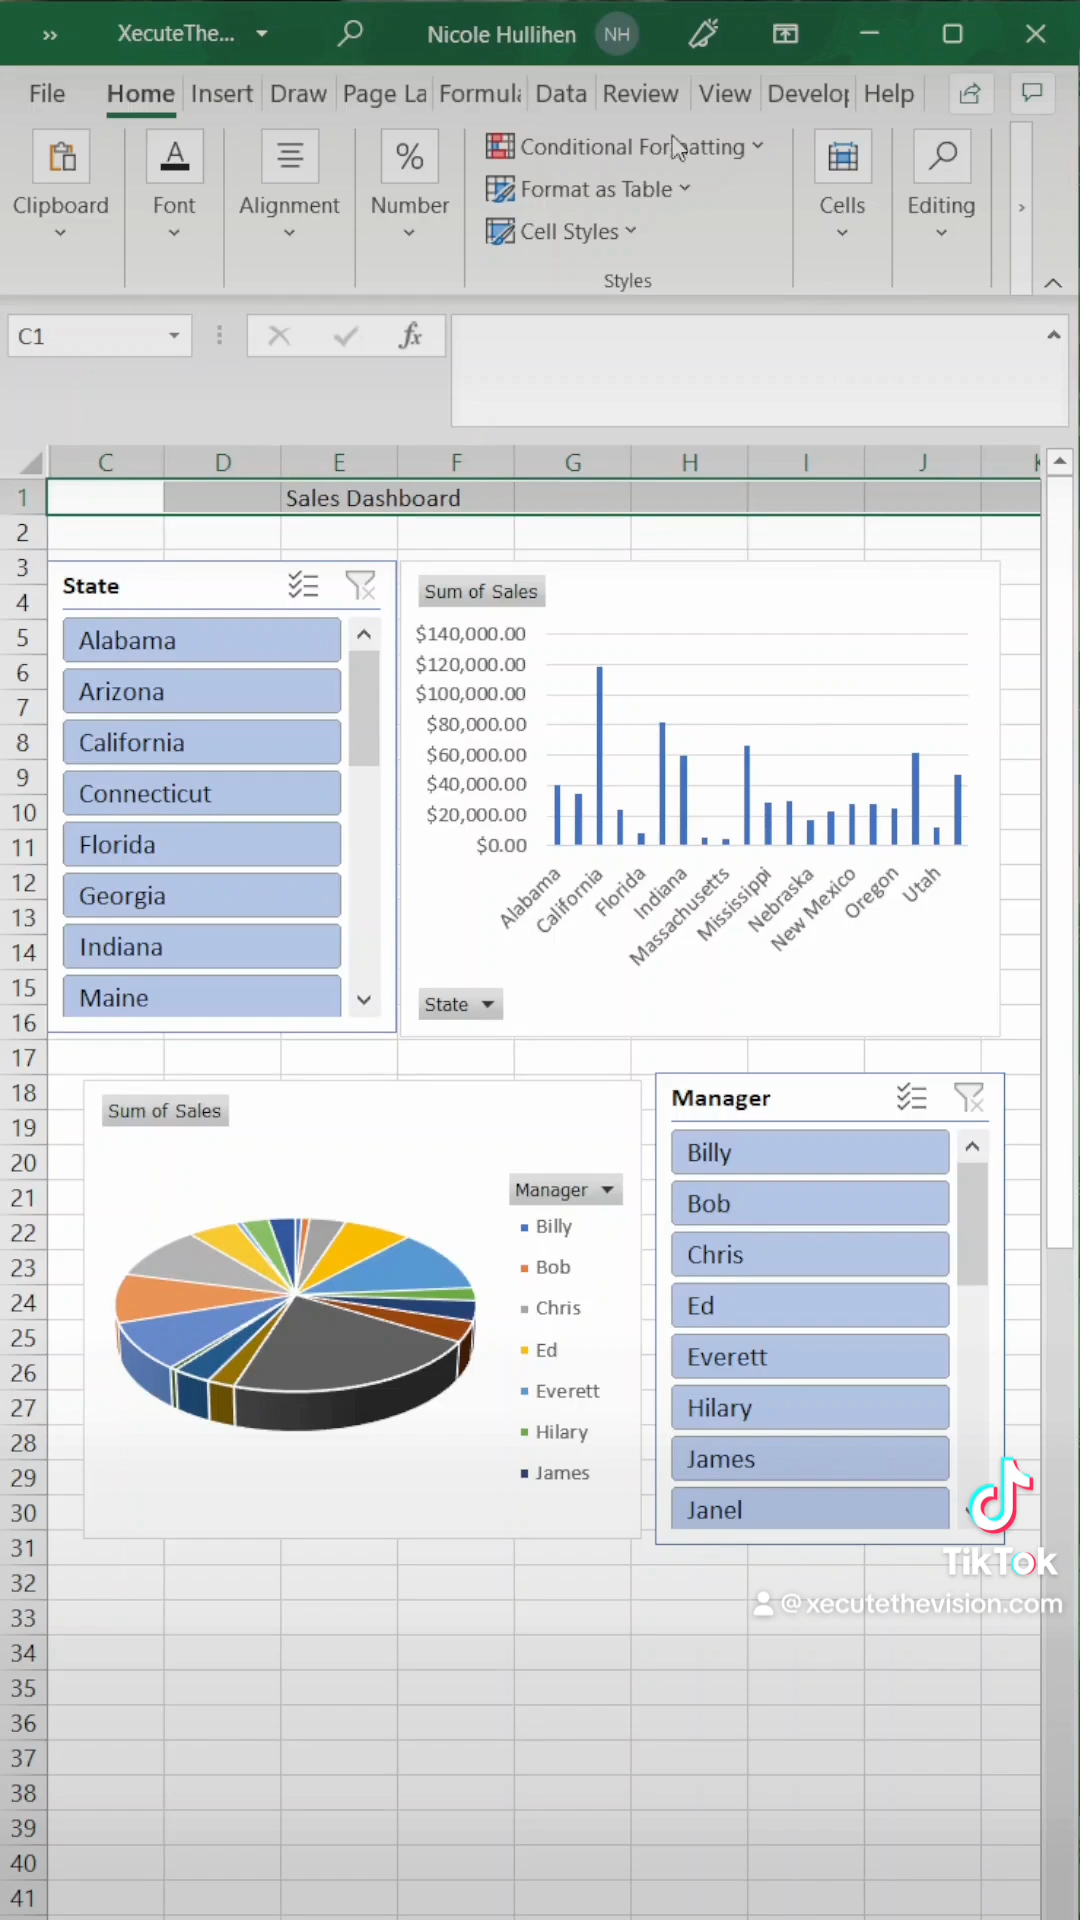 XecuteThe...
Nicole Hullihen NH
File Home Insert Draw Page La Formula Data Review View Develop Help
Conditional Formatting
Format as Table
Cell Styles
Clipboard Font Alignment Number Cells Editing
Styles
C1 fx
C D E F G H I J
1 Sales Dashboard
2
3
4
5
6
7
8
9
10
11
12
13
14
15
16
17
18
19
20
21
22
23
24
25
26
27
28
29
30
31
32
33
34
35
36
37
38
39
40
41
State
Alabama
Arizona
California
Connecticut
Florida
Georgia
Indiana
Maine
Sum of Sales
$140,000.00
$120,000.00
$100,000.00
$80,000.00
$60,000.00
$40,000.00
$20,000.00
$0.00
Alabama
California
Florida
Indiana
Massachusetts
Mississippi
Nebraska
New Mexico
Oregon
Utah
State
Sum of Sales
Manager
Billy
Bob
Chris
Ed
Everett
Hilary
James
Manager
Billy
Bob
Chris
Ed
Everett
Hilary
James
Janel
TikTok
@xecutethevision.com